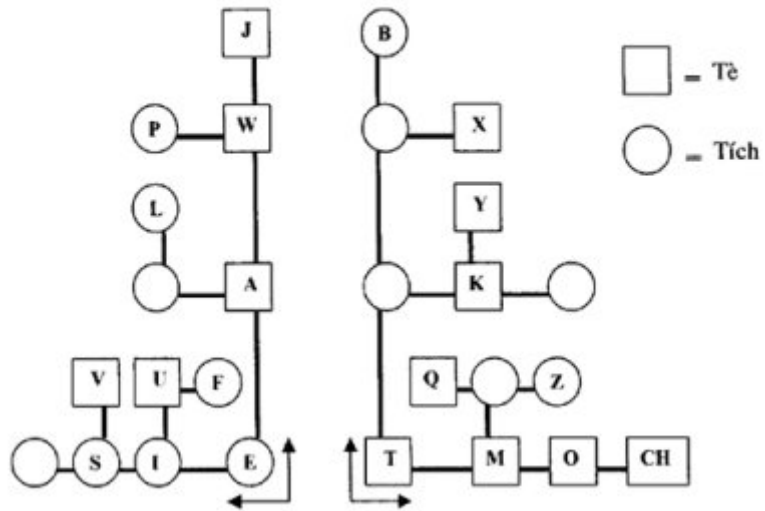 J B
= Tè
P W X
= Tích
L Y
A K
V U F Q Z
S I E T M O CH